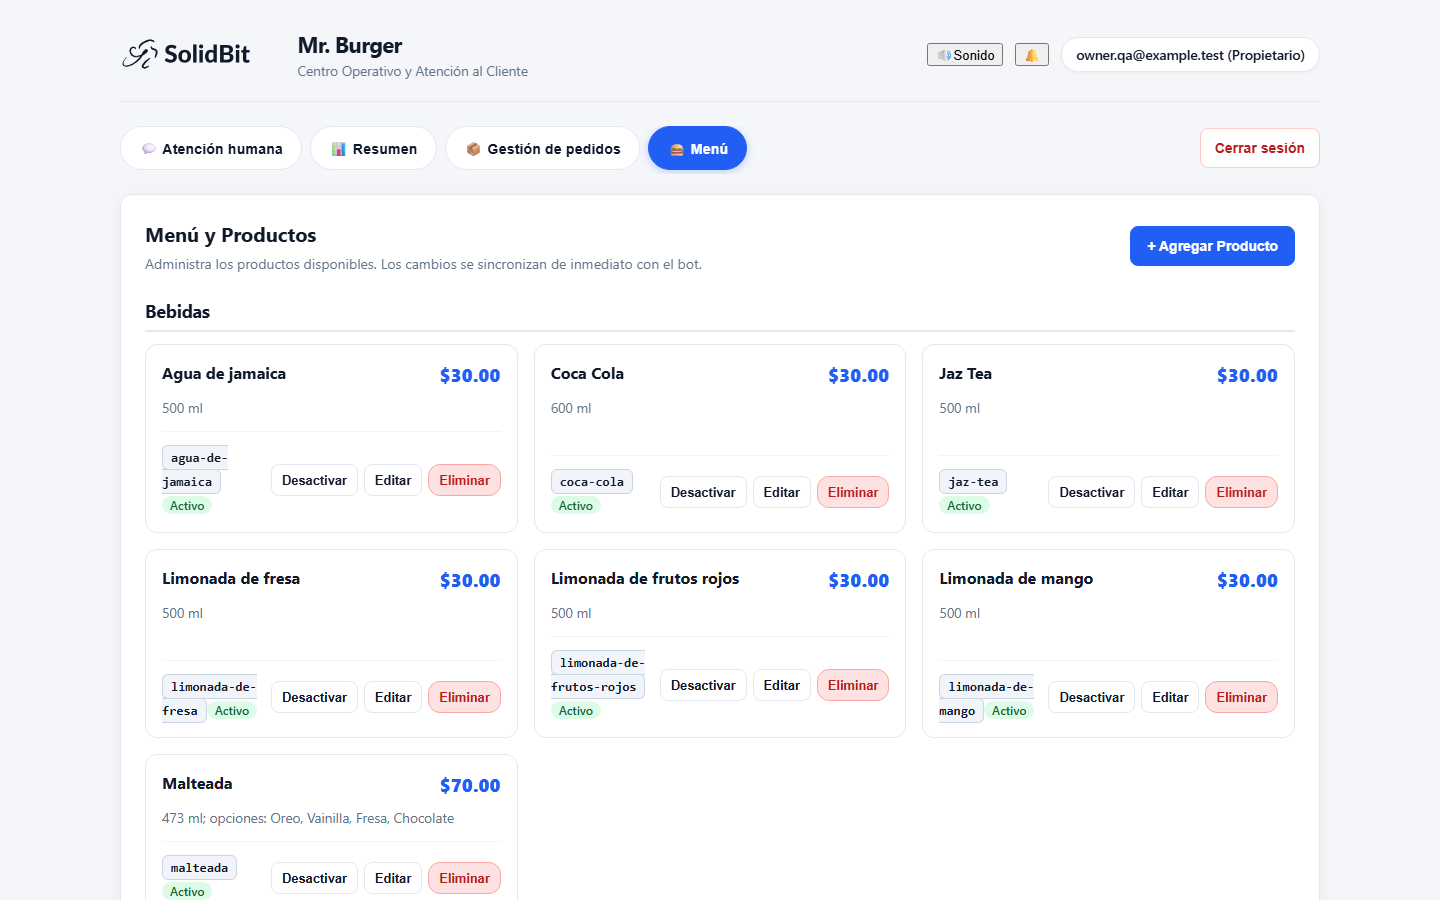 SolidBit
Mr. Burger
Centro Operativo y Atención al Cliente
Sonido
owner.qa@example.test (Propietario)
Atención humana
Resumen
Gestión de pedidos
Menú
Cerrar sesión
Menú y Productos
Administra los productos disponibles. Los cambios se sincronizan de inmediato con el bot.
+ Agregar Producto
Bebidas
Agua de jamaica
$30.00
500 ml
agua-de-
jamaica
Activo
Desactivar
Editar
Eliminar
Coca Cola
$30.00
600 ml
coca-cola
Activo
Desactivar
Editar
Eliminar
Jaz Tea
$30.00
500 ml
jaz-tea
Activo
Desactivar
Editar
Eliminar
Limonada de fresa
$30.00
500 ml
limonada-de-
fresa
Activo
Desactivar
Editar
Eliminar
Limonada de frutos rojos
$30.00
500 ml
limonada-de-
frutos-rojos
Activo
Desactivar
Editar
Eliminar
Limonada de mango
$30.00
500 ml
limonada-de-
mango
Activo
Desactivar
Editar
Eliminar
Malteada
$70.00
473 ml; opciones: Oreo, Vainilla, Fresa, Chocolate
malteada
Activo
Desactivar
Editar
Eliminar